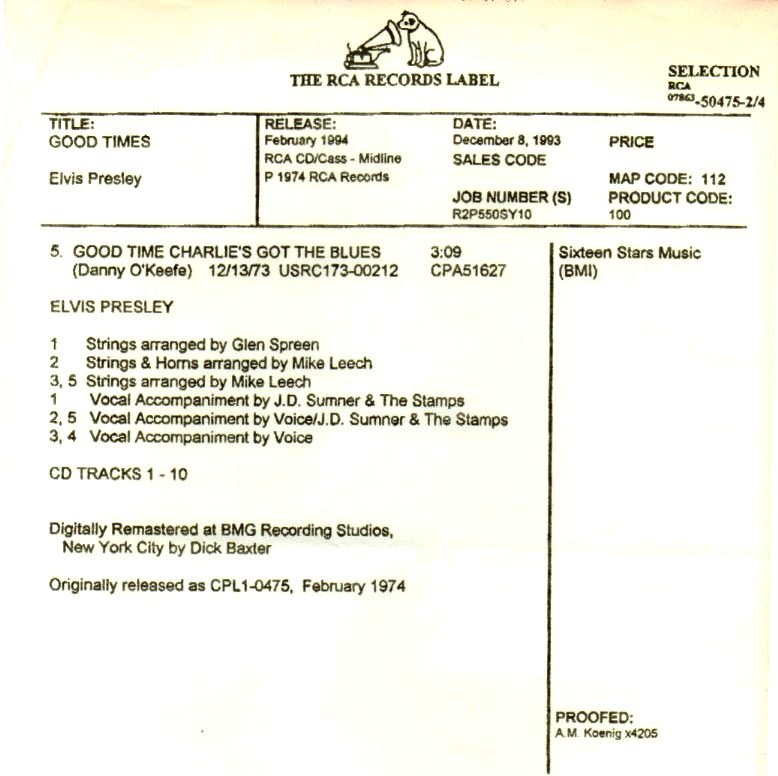 THE RCA RECORDS LABEL
SELECTION
RCA
07863-50475-2/4
TITLE:
GOOD TIMES
Elvis Presley
RELEASE:
February 1994
RCA CD/Cass - Midline
P 1974 RCA Records
DATE:
December 8, 1993
SALES CODE
JOB NUMBER (S)
R2P550SY10
PRICE
MAP CODE: 112
PRODUCT CODE:
100
5. GOOD TIME CHARLIE'S GOT THE BLUES 3:09
(Danny O'Keefe) 12/13/73 USRC173-00212 CPA51627
Sixteen Stars Music
(BMI)
ELVIS PRESLEY
1 Strings arranged by Glen Spreen
2 Strings & Horns arranged by Mike Leech
3, 5 Strings arranged by Mike Leech
1 Vocal Accompaniment by J.D. Sumner & The Stamps
2, 5 Vocal Accompaniment by Voice/J.D. Sumner & The Stamps
3, 4 Vocal Accompaniment by Voice
CD TRACKS 1 - 10
Digitally Remastered at BMG Recording Studios,
New York City by Dick Baxter
Originally released as CPL1-0475, February 1974
PROOFED:
A.M. Koenig x4205